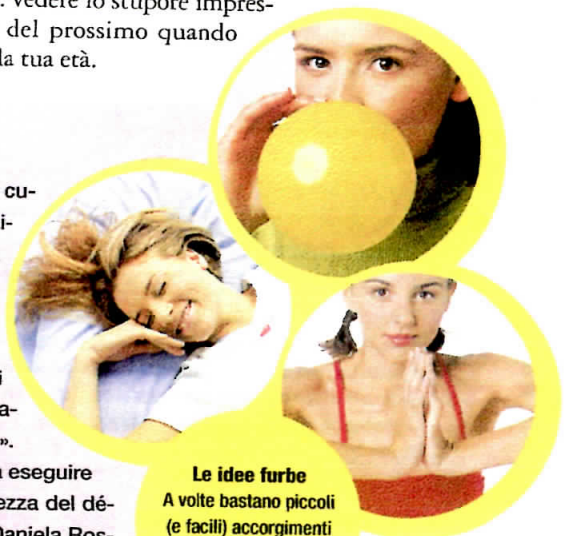 . Vedere lo stupore impres-
del prossimo quando
la tua età.
cu-
i-
i
a-
».
eseguire
ezza del dé-
Daniela Ros-
Le idee furbe
A volte bastano piccoli
(e facili) accorgimenti